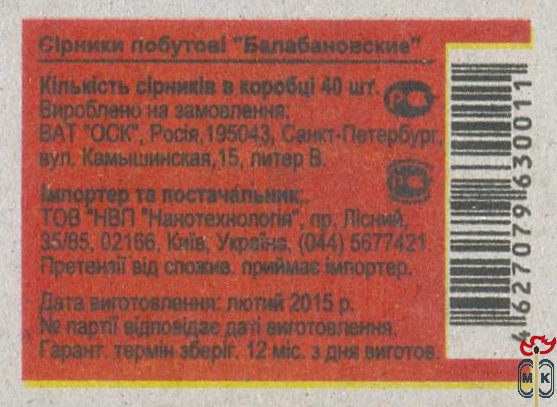 Сірники побутові "Балабановские"
Кількість сірників в коробці 40 шт.
Вироблено на замовлення:
ВАТ "ОСК", Росія,195043, Санкт-Петербург,
вул. Камышинская,15, литер В.
Імпортер та постачальник:
ТОВ "НВП "Нанотехнологія", пр. Лісний,
35/85, 02166, Київ, Україна, (044) 5677421.
Претензії від спожив. приймає імпортер.
Дата виготовлення: лютий 2015 р.
№ партії відповідає даті виготовлення.
Гарант. термін зберіг. 12 міс. з дня виготов.
4627079630011
МК